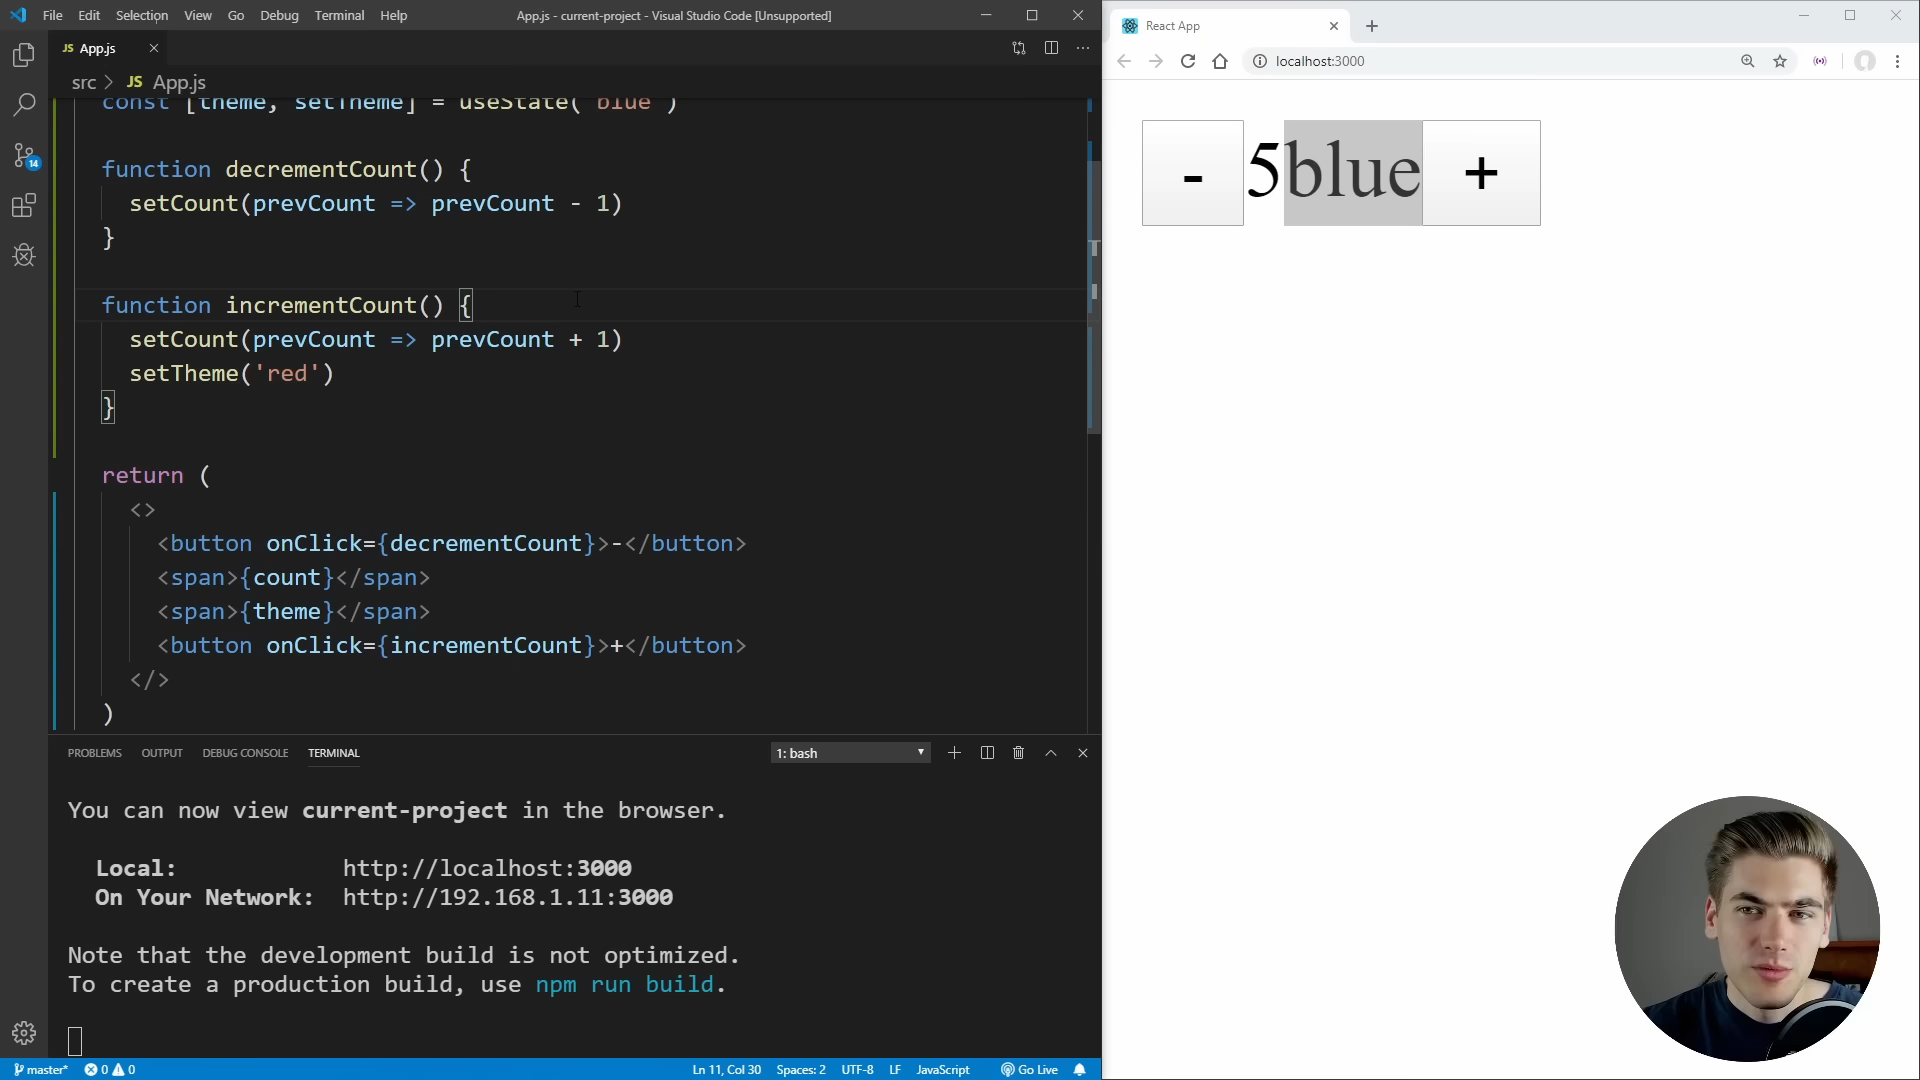 File Edit Selection View Go Debug Terminal Help
App.js - current-project - Visual Studio Code [Unsupported]
JS App.js
src > JS App.js
const [theme, setTheme] = useState('blue')
function decrementCount() {
setCount(prevCount => prevCount - 1)
}
function incrementCount() {
setCount(prevCount => prevCount + 1)
setTheme('red')
}
return (
<>
<button onClick={decrementCount}>-</button>
<span>{count}</span>
<span>{theme}</span>
<button onClick={incrementCount}>+</button>
</>
)
PROBLEMS OUTPUT DEBUG CONSOLE TERMINAL
1: bash
You can now view current-project in the browser.
Local: http://localhost:3000
On Your Network: http://192.168.1.11:3000
Note that the development build is not optimized.
To create a production build, use npm run build.
14
master* 0 0
Ln 11, Col 30 Spaces: 2 UTF-8 LF JavaScript Go Live
React App
localhost:3000
- 5blue +